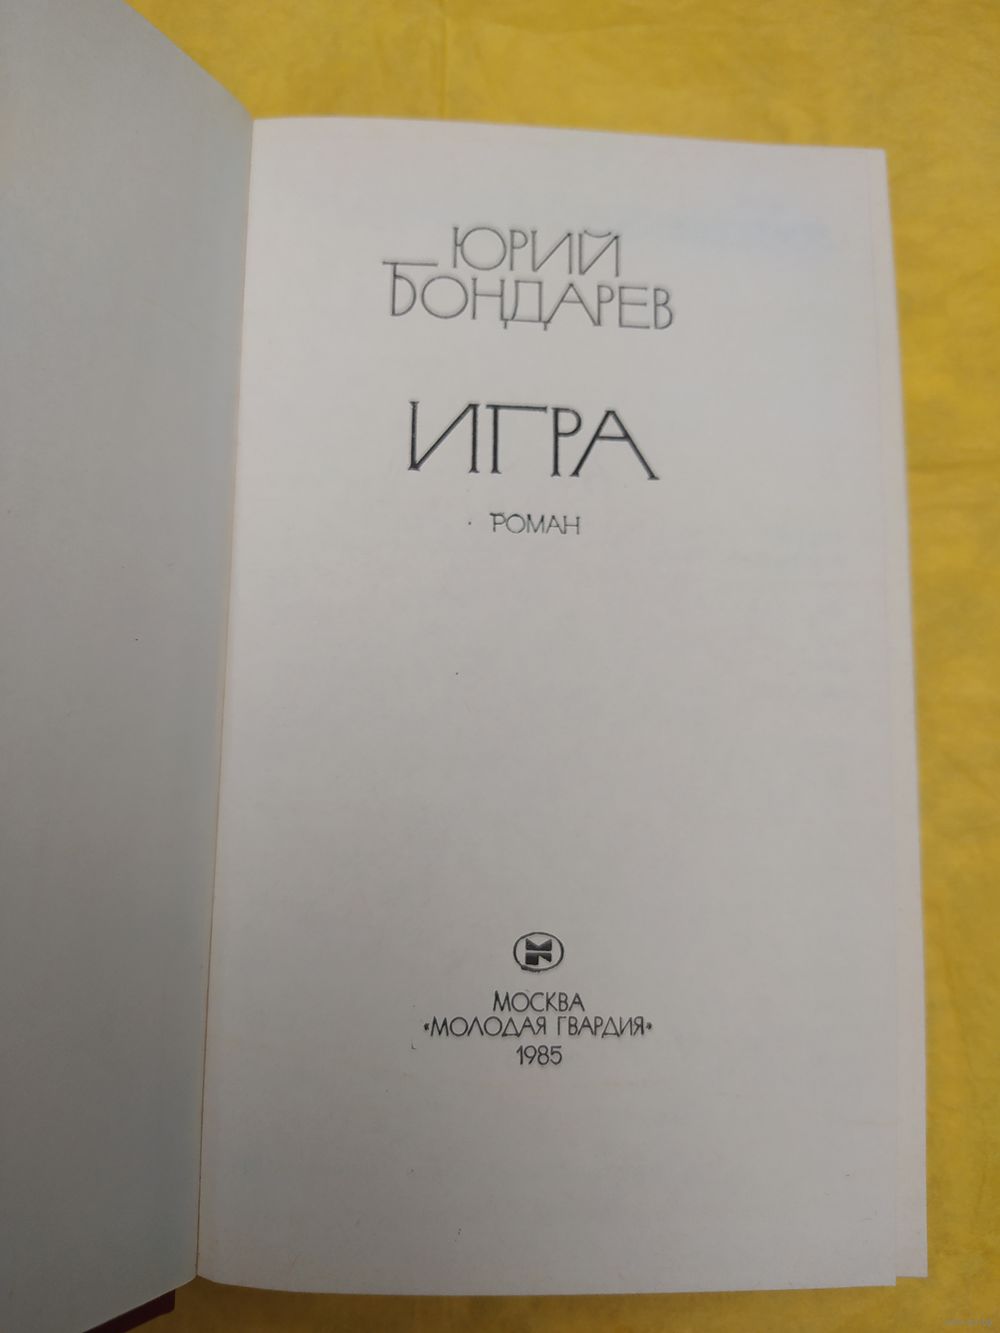 ЮРИЙ
БОНДАРЕВ
ИГРА
РОМАН
МОСКВА
«МОЛОДАЯ ГВАРДИЯ»
1985